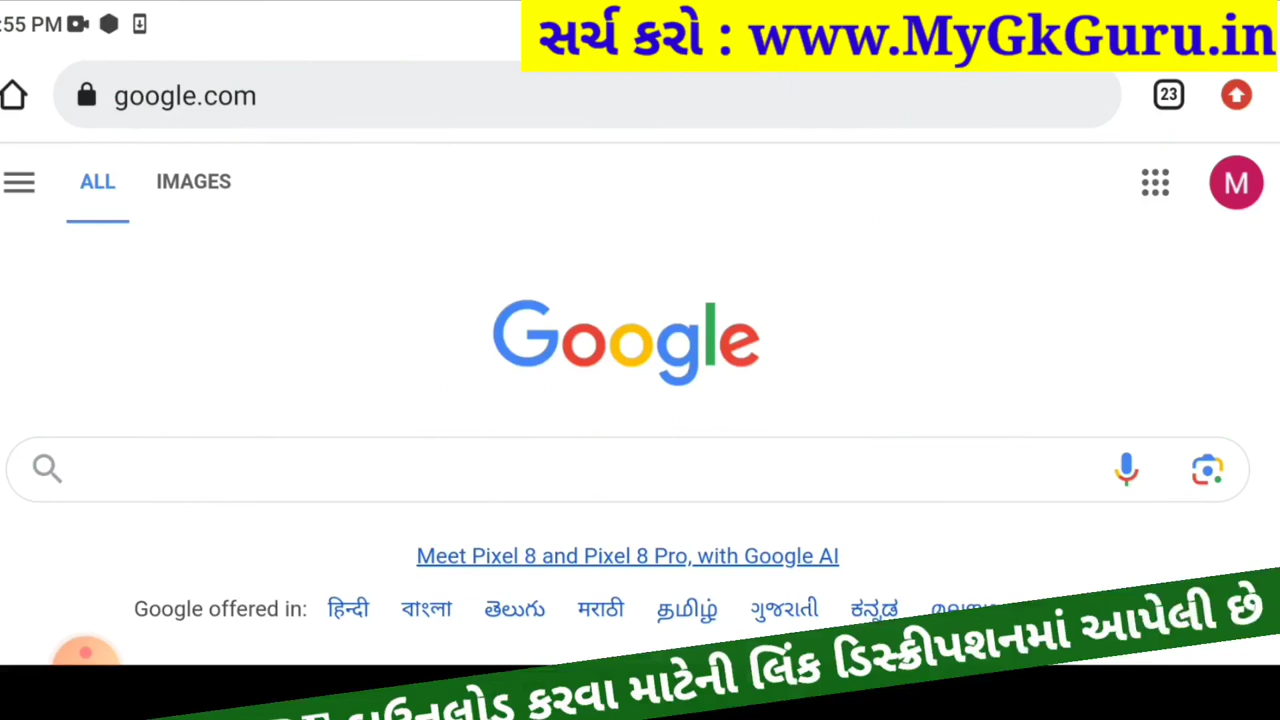 :55 PM
સર્ચ કરો : www.MyGkGuru.in
google.com
23
ALL IMAGES
M
Google
Meet Pixel 8 and Pixel 8 Pro, with Google AI
Google offered in: हिन्दी বাংলা తెలుగు मराठी தமிழ் ગુજરાતી ಕನ್ನಡ
ડાઉનલોડ કરવા માટેની લિંક ડિસ્ક્રીપશનમાં આપેલી છે